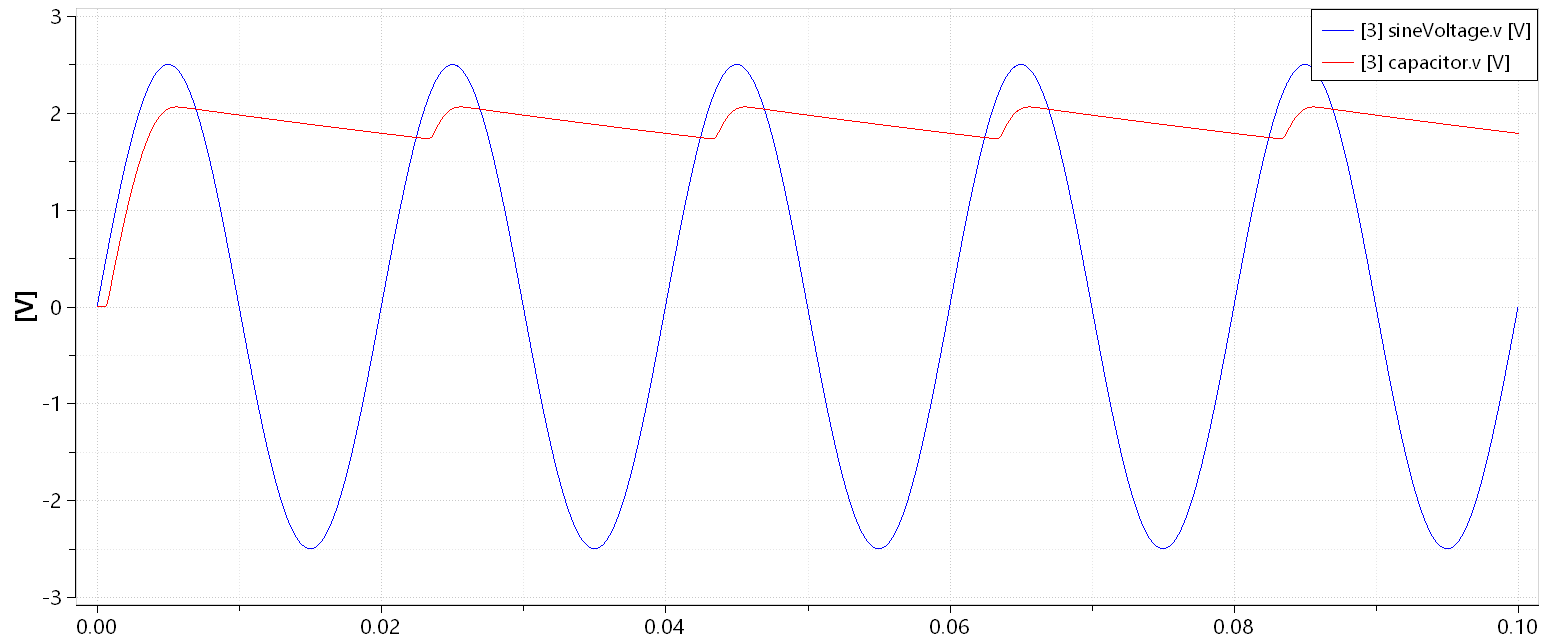 3
[3] sineVoltage.v [V]
[3] capacitor.v [V]
2
1
[V]
0
-1
-2
-3
0.00 0.02 0.04 0.06 0.08 0.10